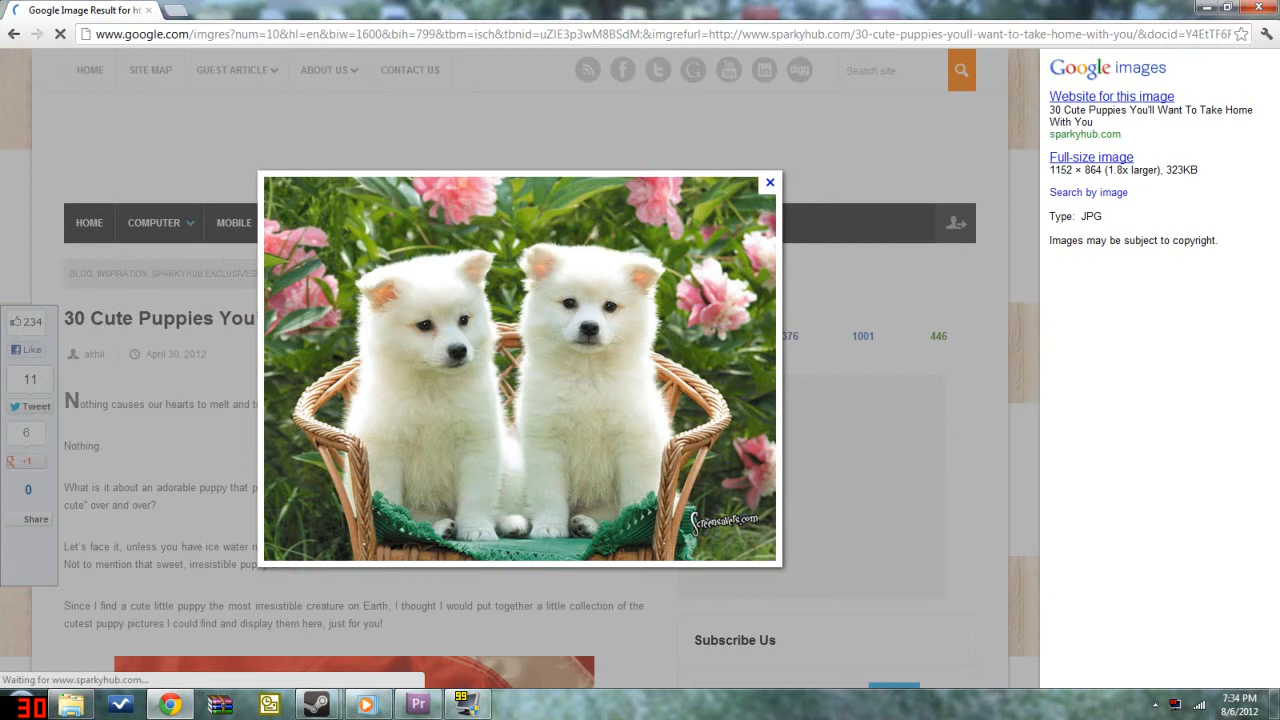 Google Image Result for ht
www.google.com/imgres?num=10&hl=en&biw=1600&bih=799&tbm=isch&tbnid=uZIE3p3wM8BSdM:&imgrefurl=http://www.sparkyhub.com/30-cute-puppies-youll-want-to-take-home-with-you/&docid=Y4EtTF6F
HOME SITE MAP GUEST ARTICLE ABOUT US CONTACT US
You Tube in digg
Search site
Google images
Website for this image
30 Cute Puppies You'll Want To Take Home
With You
sparkyhub.com
Full-size image
1152 × 864 (1.8x larger), 323KB
Search by image
Type: JPG
Images may be subject to copyright.
HOME COMPUTER MOBILE
BLOG, INSPIRATION, SPARKYHUB EXCLUSIVES
30 Cute Puppies You
akhil April 30, 2012
376 1001 446
234
Like
11
Tweet
6
+1
0
Share
Nothing causes our hearts to melt and t
Nothing.
What is it about an adorable puppy that p
cute" over and over?
Let's face it, unless you have ice water r
Not to mention that sweet, irresistible pup
Since I find a cute little puppy the most irresistible creature on Earth, I thought I would put together a little collection of the
cutest puppy pictures I could find and display them here, just for you!
Screensavers.com
Subscribe Us
Waiting for www.sparkyhub.com...
30
Pr
99
7:34 PM
8/6/2012